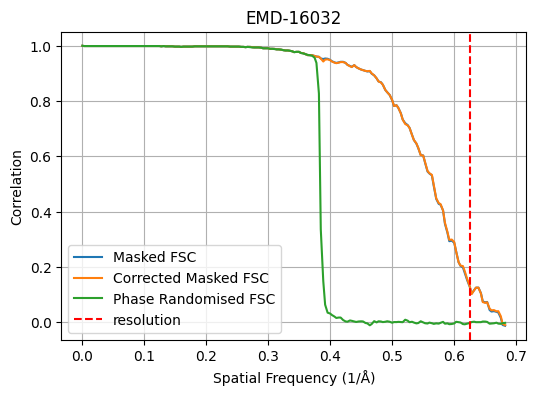 EMD-16032
1.0
0.8
0.6
0.4
0.2
0.0
Correlation
Masked FSC
Corrected Masked FSC
Phase Randomised FSC
resolution
0.0 0.1 0.2 0.3 0.4 0.5 0.6 0.7
Spatial Frequency (1/Å)